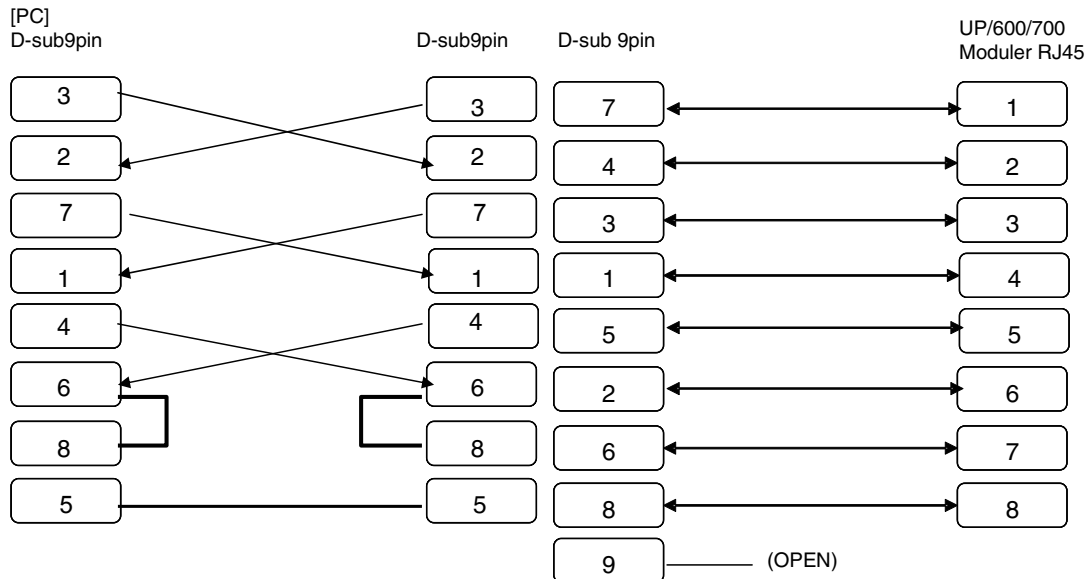 [PC]
D-sub9pin D-sub9pin D-sub 9pin UP/600/700
Moduler RJ45
3 3 7 1
2 2 4 2
7 7 3 3
1 1 1 4
4 4 5 5
6 6 2 6
8 8 6 7
5 5 8 8
9 (OPEN)